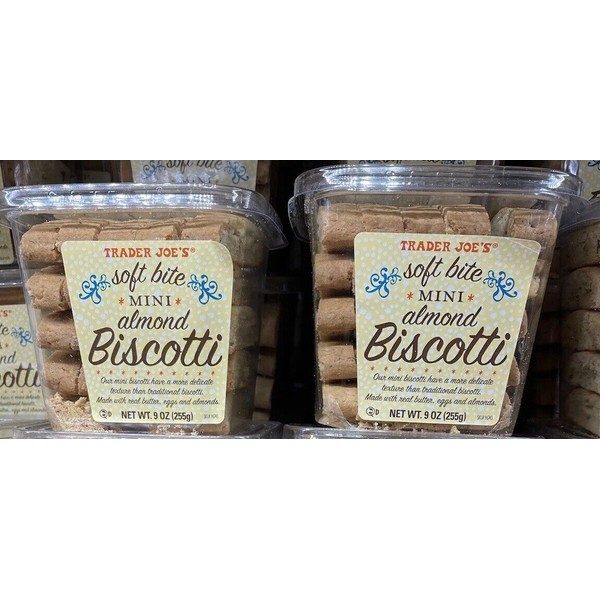 soft bite
TRADER JOE'S®
soft bite
MINI
almond
Biscotti
Our mini biscotti have a more delicate
texture than traditional biscotti.
Made with real butter, eggs and almonds.
D
NET WT. 9 OZ (255g)
TRADER JOE'S®
soft bite
MINI
almond
Biscotti
Our mini biscotti have a more delicate
texture than traditional biscotti.
Made with real butter, eggs and almonds.
D
NET WT. 9 OZ (255g)